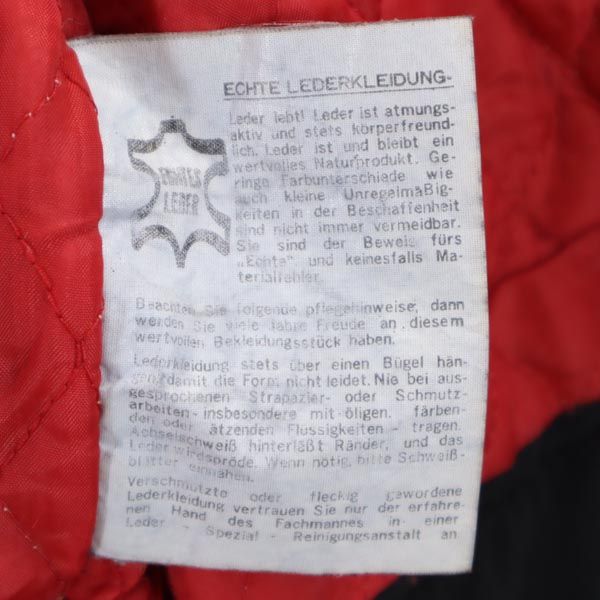 ECHTE LEDERKLEIDUNG-
Leder lebt! Leder ist atmungs-
aktiv und stets körperfreund-
lich. Leder ist und bleibt ein
wertvolles Naturprodukt. Ge-
ringe Farbunterschiede wie
auch kleine Unregelmäßig-
keiten in der Beschaffenheit
sind nicht immer vermeidbar.
Sie sind der Beweis fürs
„Echte" und keinesfalls Ma-
terialfehler.
ECHTES
LEDER
Beachten Sie folgende pflegehinweise, dann
werden Sie viele Jahre Freude an diesem
wertvollen Bekleidungsstück haben.
Lederkleidung stets über einen Bügel hän-
gen, damit die Form nicht leidet. Nie bei aus-
gesprochenen Strapazier- oder Schmutz-
arbeiten - insbesondere mit öligen, färben-
den oder ätzenden Flüssigkeiten - tragen.
Achselschweiß hinterläßt Ränder, und das
Leder wird spröde. Wenn nötig, bitte Schweiß-
blätter einnähen.
Verschmutzte oder fleckig gewordene
Lederkleidung vertrauen Sie nur der erfahre-
nen Hand des Fachmannes in einer
Leder - Spezial - Reinigungsanstalt an.